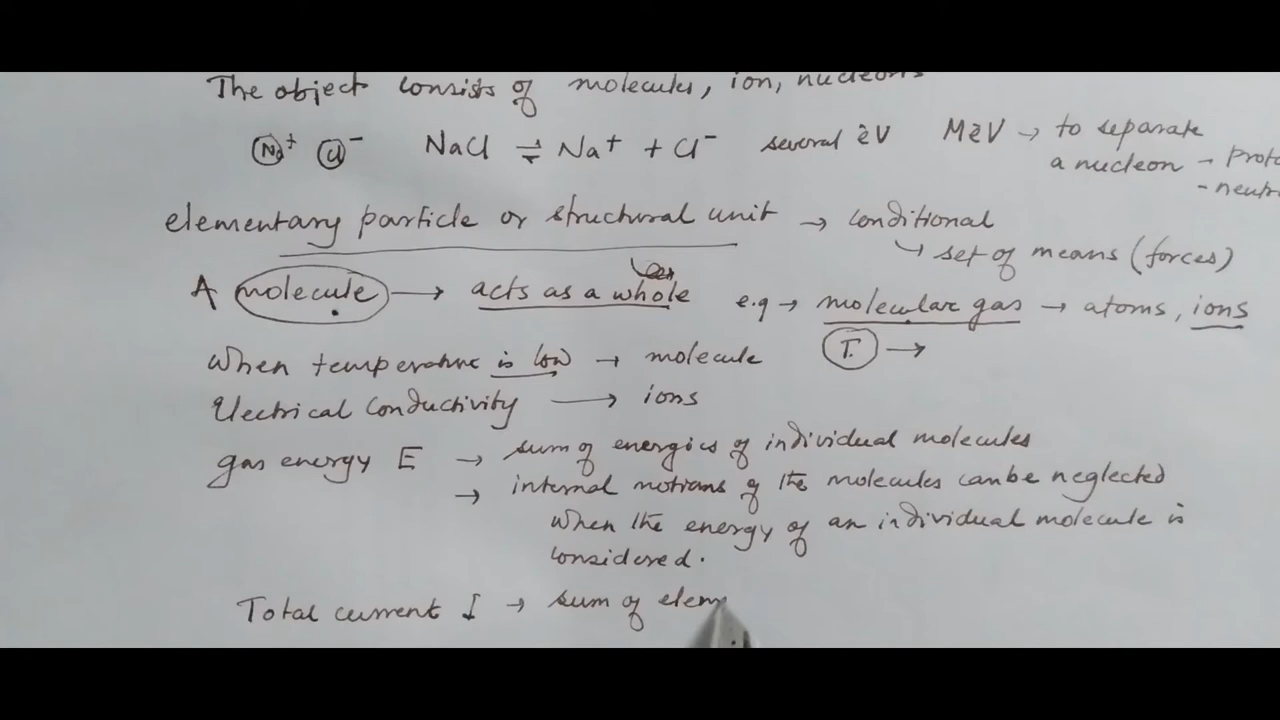 The object consists of molecules, ion, nucleons
Na⁺ Cl⁻ NaCl ⇌ Na⁺ + Cl⁻ several eV MeV → to separate
a nucleon - proto
- neutr
elementary particle or structural unit → conditional
↳ set of means (forces)
A molecule → acts as a whole e.g → molecular gas → atoms, ions
When temperature is low → molecule T. →
Electrical conductivity → ions
gas energy E → sum of energies of individual molecules
→ internal motions of the molecules can be neglected
When the energy of an individual molecule is
considered.
Total current I → sum of elem